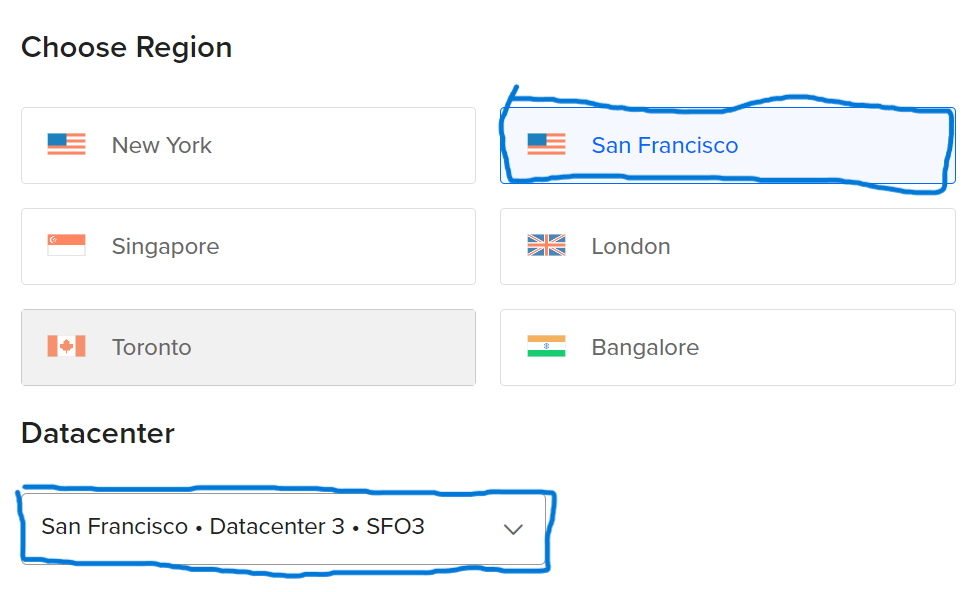 Choose Region
New York
San Francisco
Singapore
London
Toronto
Bangalore
Datacenter
San Francisco • Datacenter 3 • SFO3